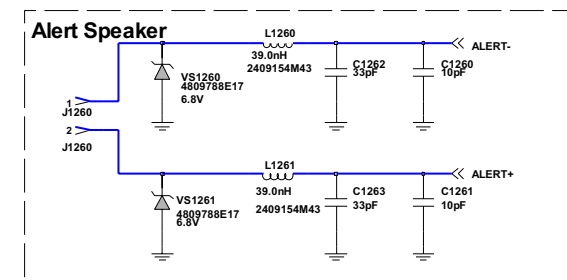 Alert Speaker
L1260
39.0nH
2409154M43
ALERT-
VS1260
4809788E17
6.8V
C1262
33pF
C1260
10pF
1
J1260
2
J1260
L1261
39.0nH
2409154M43
ALERT+
VS1261
4809788E17
6.8V
C1263
33pF
C1261
10pF